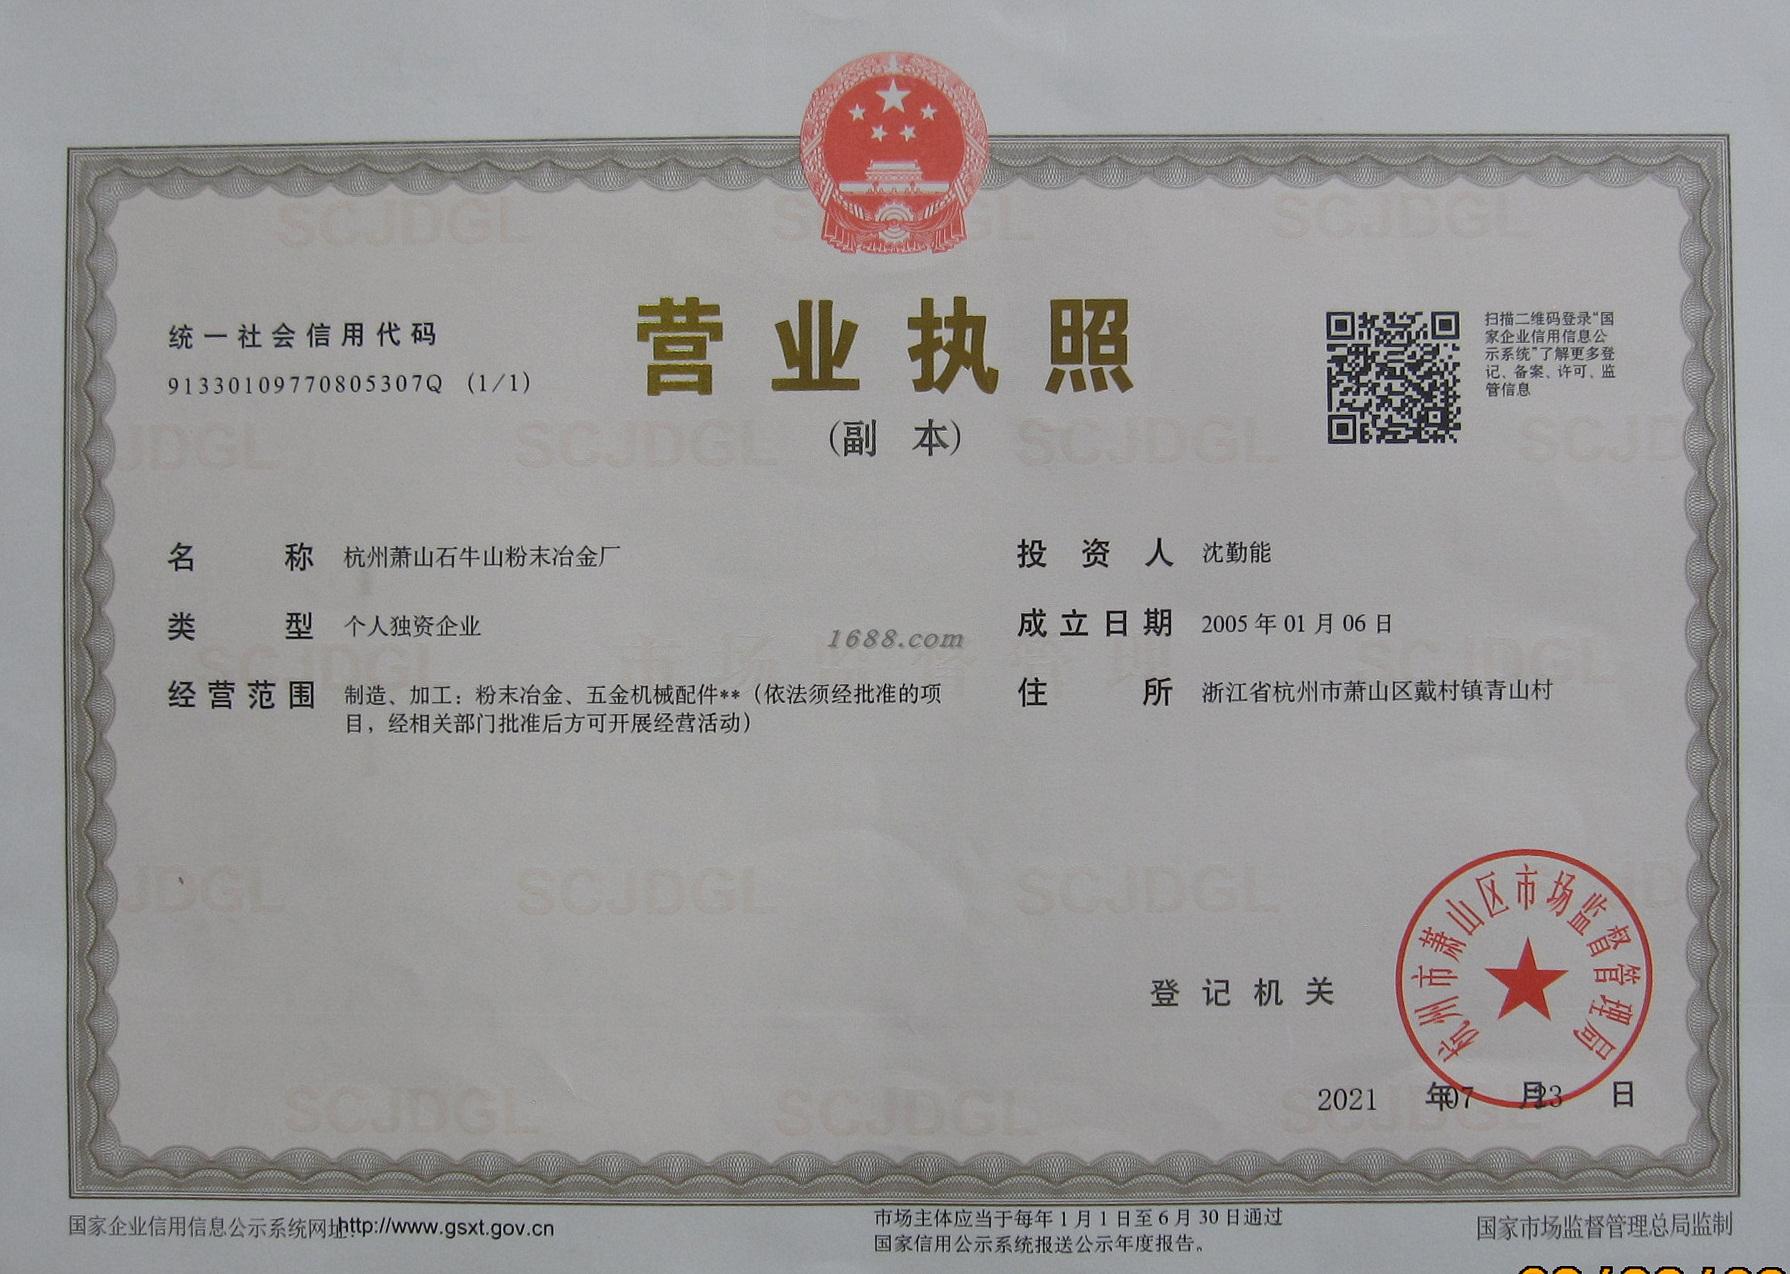 营业执照
(副 本)
统一社会信用代码
91330109770805307Q (1/1)
扫描二维码登录“国
家企业信用信息公
示系统”了解更多登
记、备案、许可、监
管信息
名 称 杭州萧山石牛山粉末冶金厂
类 型 个人独资企业
经营范围 制造、加工：粉末冶金、五金机械配件**（依法须经批准的项
目，经相关部门批准后方可开展经营活动）
投资人 沈勤能
成立日期 2005年01月06日
住 所 浙江省杭州市萧山区戴村镇青山村
1688.com
市场监督管理
SCJDGL
登记机关
杭州市萧山区市场监督管理局
2021 年07 月23 日
国家企业信用信息公示系统网址http://www.gsxt.gov.cn
市场主体应当于每年1月1日至6月30日通过
国家信用公示系统报送公示年度报告。
国家市场监督管理总局监制